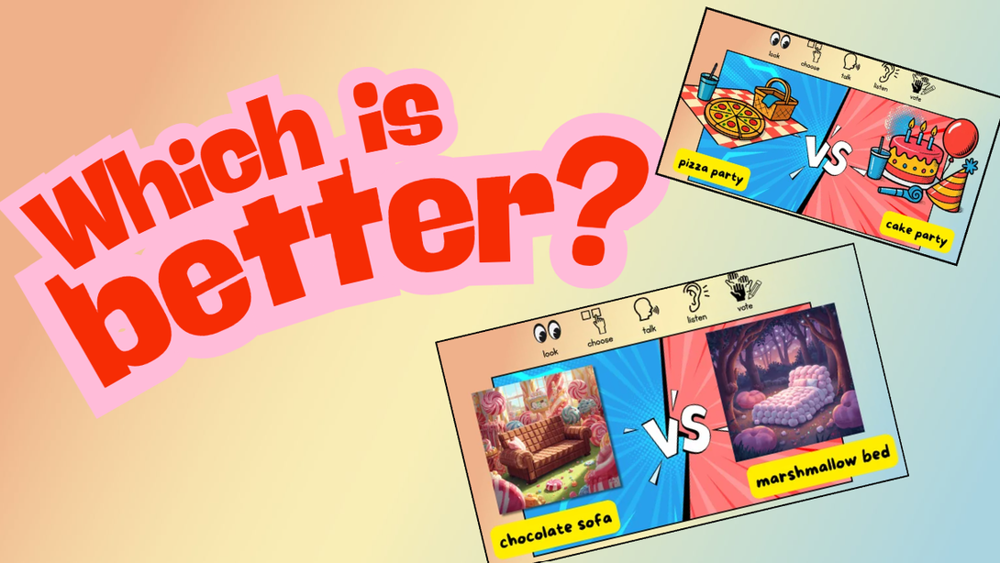 Which is
better?
look
choose
talk
listen
vote
VS
pizza party
cake party
look
choose
talk
listen
vote
VS
chocolate sofa
marshmallow bed